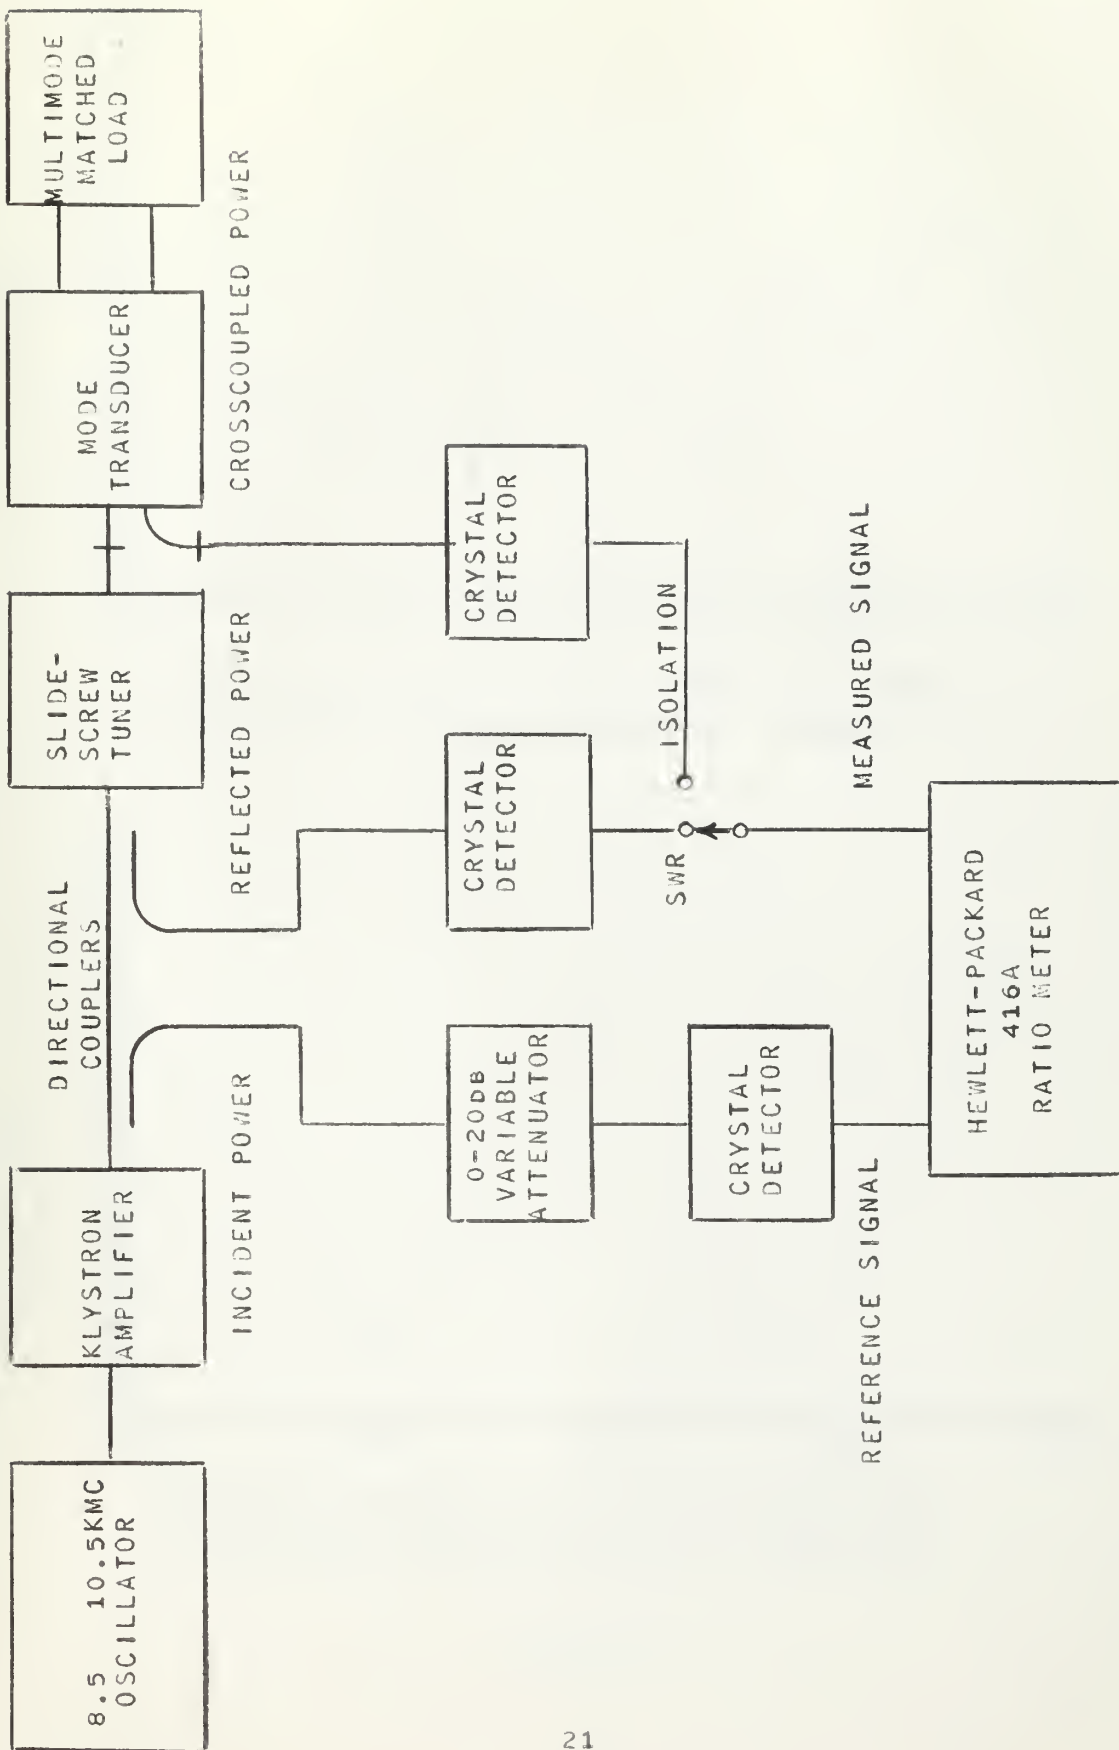 8.5 10.5KMC
OSCILLATOR
KLYSTRON
AMPLIFIER
DIRECTIONAL
COUPLERS
SLIDE-
SCREW
TUNER
MODE
TRANSDUCER
MULTIMODE
MATCHED
LOAD
INCIDENT POWER
REFLECTED POWER
CROSSCOUPLED POWER
0-20DB
VARIABLE
ATTENUATOR
CRYSTAL
DETECTOR
CRYSTAL
DETECTOR
CRYSTAL
DETECTOR
SWR
ISOLATION
REFERENCE SIGNAL
MEASURED SIGNAL
HEWLETT-PACKARD
416A
RATIO METER
21